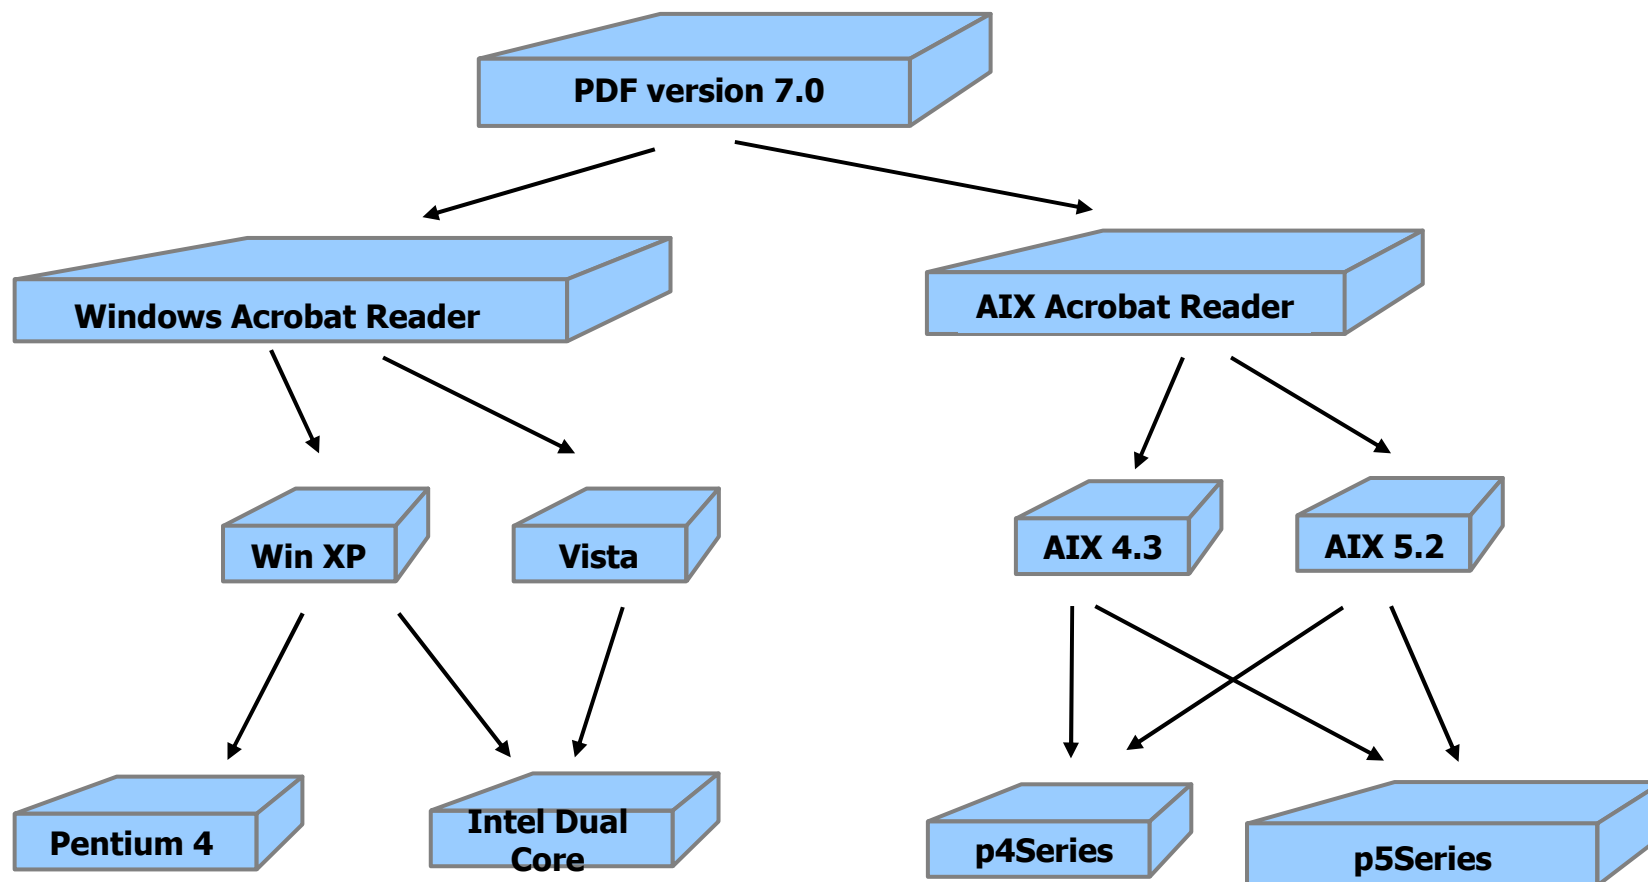 PDF version 7.0
Windows Acrobat Reader
AIX Acrobat Reader
Win XP
Vista
AIX 4.3
AIX 5.2
Pentium 4
Intel Dual
Core
p4Series
p5Series